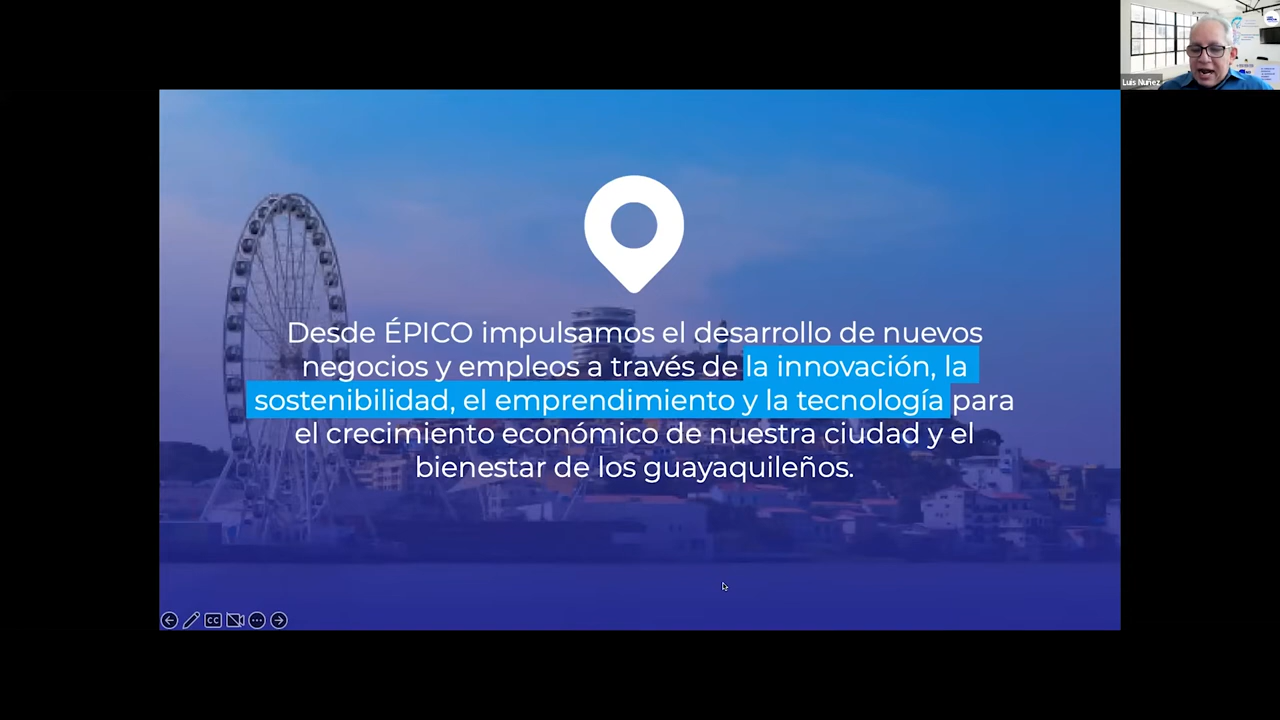 Luis Nuñez
Desde ÉPICO impulsamos el desarrollo de nuevos
negocios y empleos a través de la innovación, la
sostenibilidad, el emprendimiento y la tecnología para
el crecimiento económico de nuestra ciudad y el
bienestar de los guayaquileños.
CC